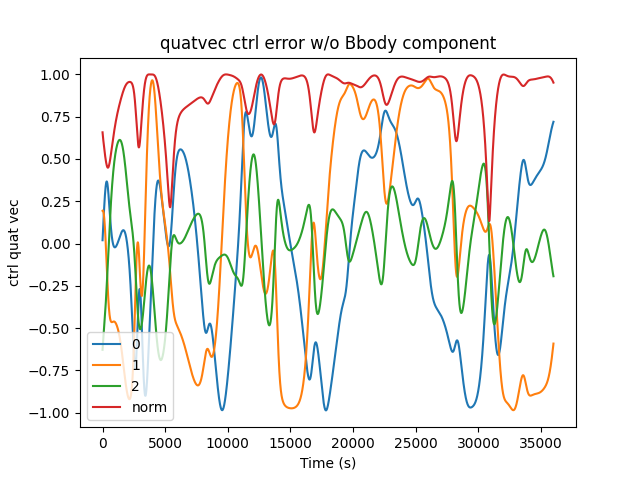 quatvec ctrl error w/o Bbody component
ctrl quat vec
1.00
0.75
0.50
0.25
0.00
−0.25
−0.50
−0.75
−1.00
0
1
2
norm
0 5000 10000 15000 20000 25000 30000 35000
Time (s)